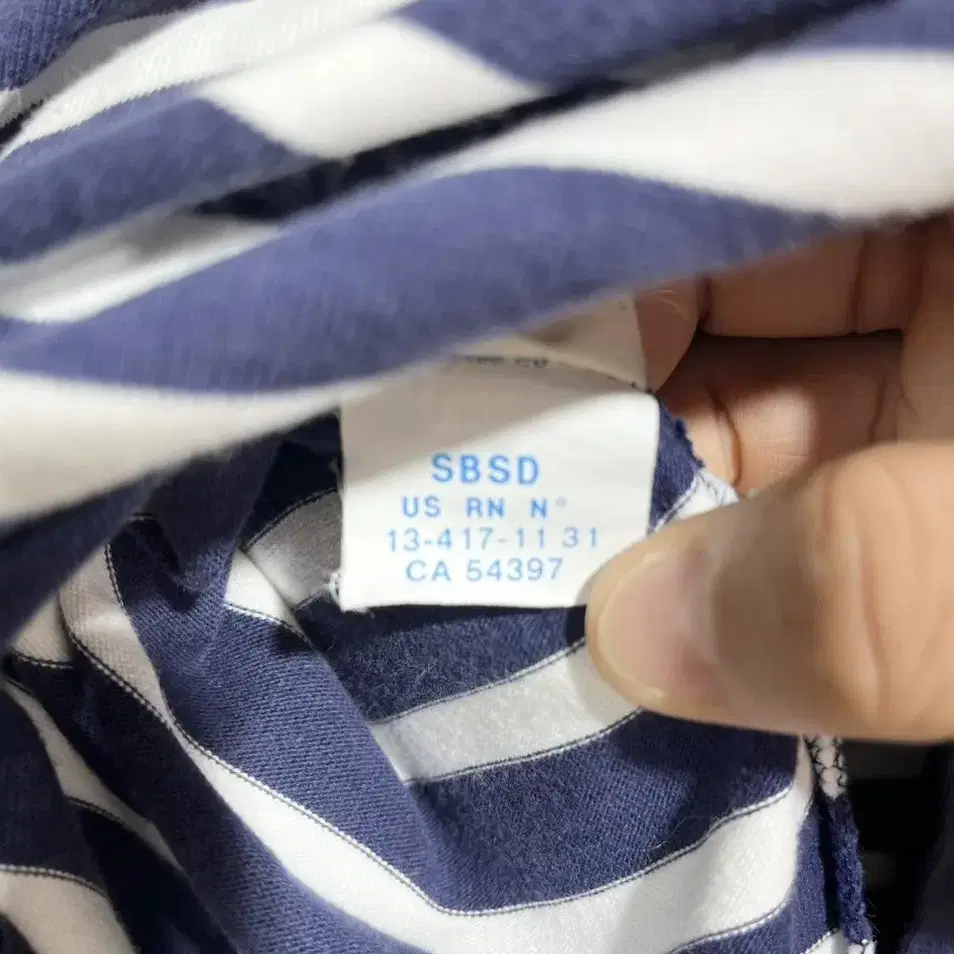 SBSD
US RN N°
13-417-11 31
CA 54397